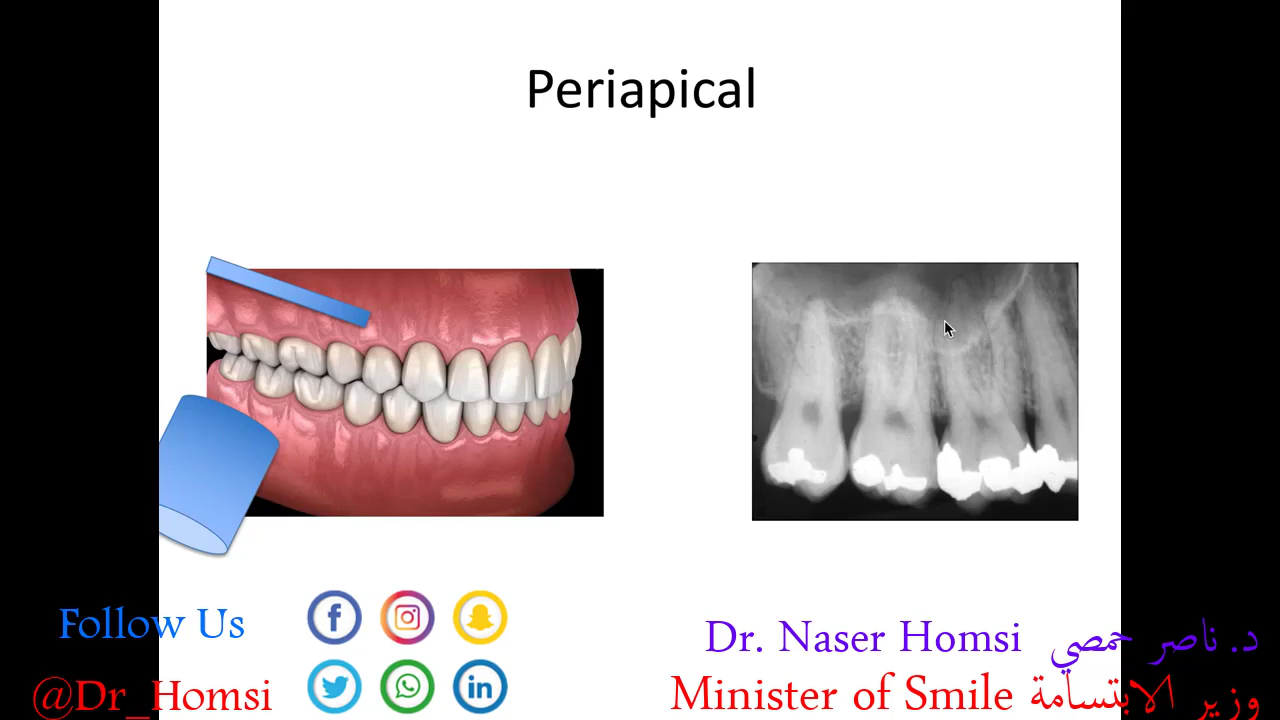 Periapical
Follow Us
@Dr_Homsi
Dr. Naser Homsi د. ناصر حمصي
Minister of Smile وزير الابتسامة